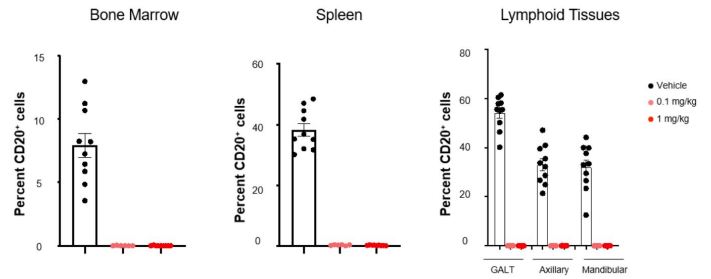 Bone Marrow
Percent CD20⁺ cells
15
10
5
0
Spleen
Percent CD20⁺ cells
60
40
20
0
Lymphoid Tissues
Percent CD20⁺ cells
80
60
40
20
0
GALT
Axillary
Mandibular
Vehicle
0.1 mg/kg
1 mg/kg